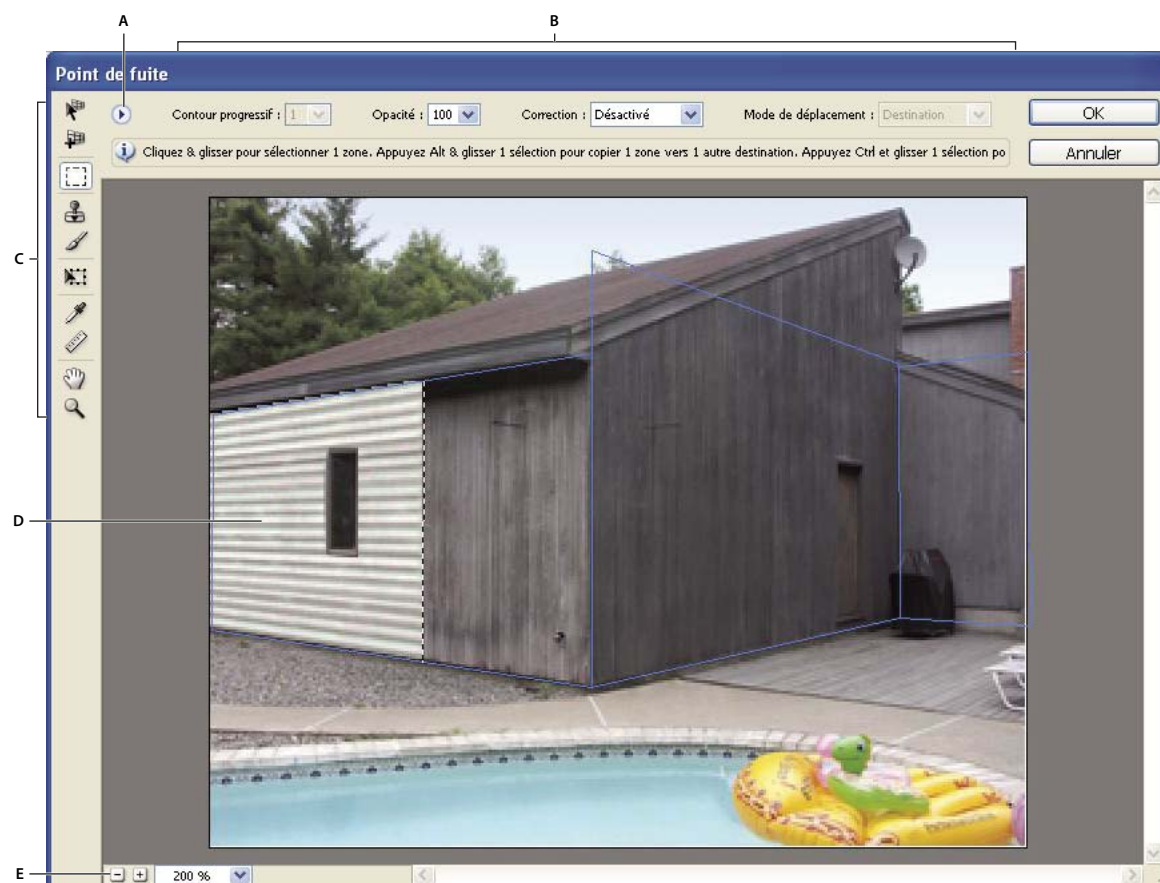 A
B
Point de fuite
Contour progressif : 1 Opacité : 100 Correction : Désactivé Mode de déplacement : Destination OK
Cliquez & glisser pour sélectionner 1 zone. Appuyez Alt & glisser 1 sélection pour copier 1 zone vers 1 autre destination. Appuyez Ctrl et glisser 1 sélection po Annuler
C
D
E
200 %